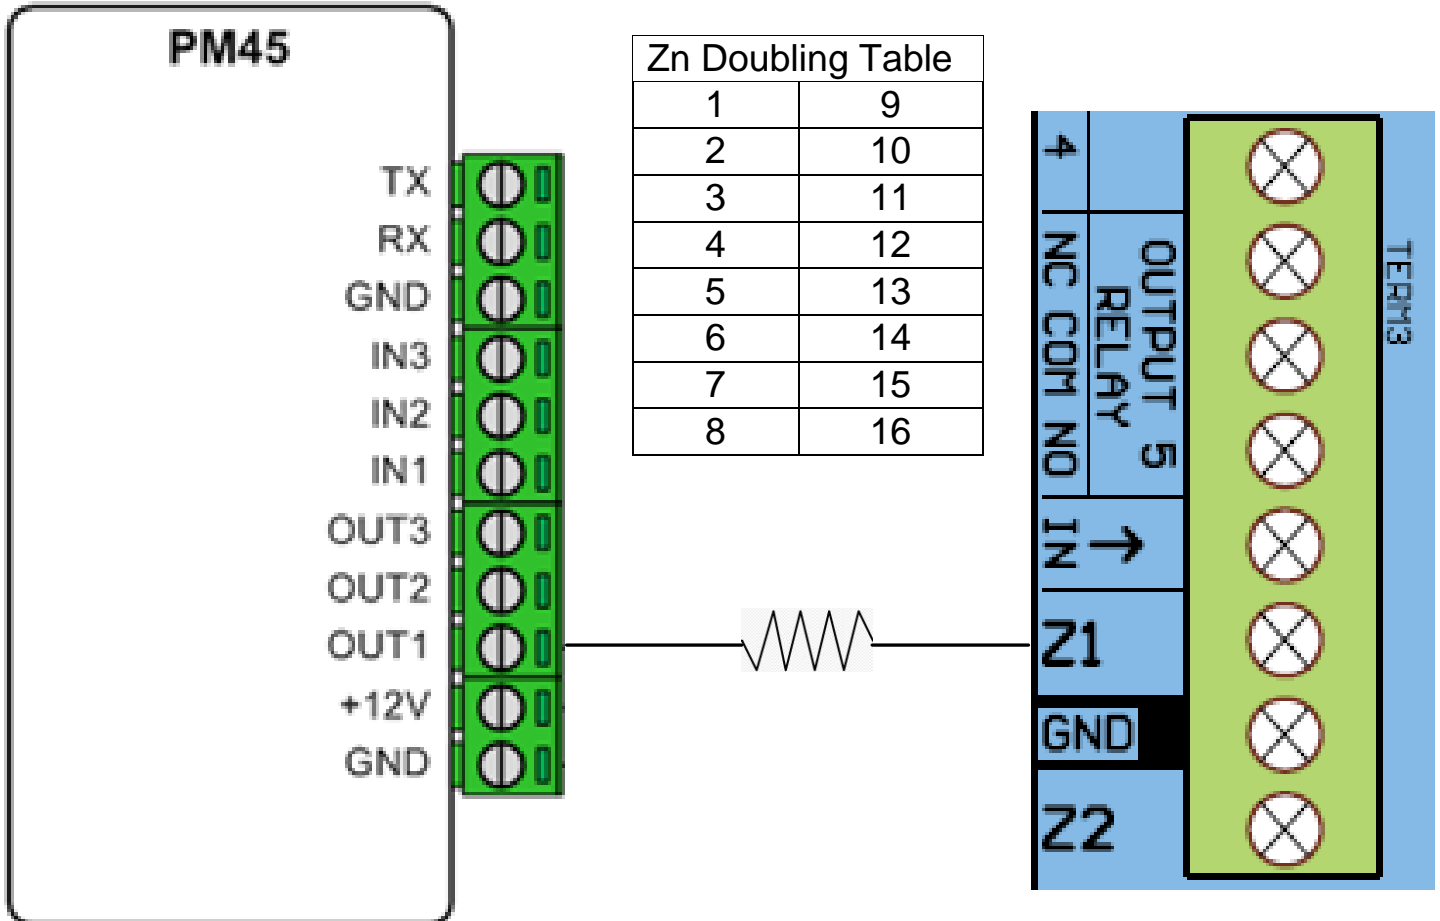 PM45
TX
RX
GND
IN3
IN2
IN1
OUT3
OUT2
OUT1
+12V
GND
Zn Doubling Table
1 9
2 10
3 11
4 12
5 13
6 14
7 15
8 16
4
OUTPUT 5
RELAY
NC COM NO
IN →
Z1
GND
Z2
TERM3